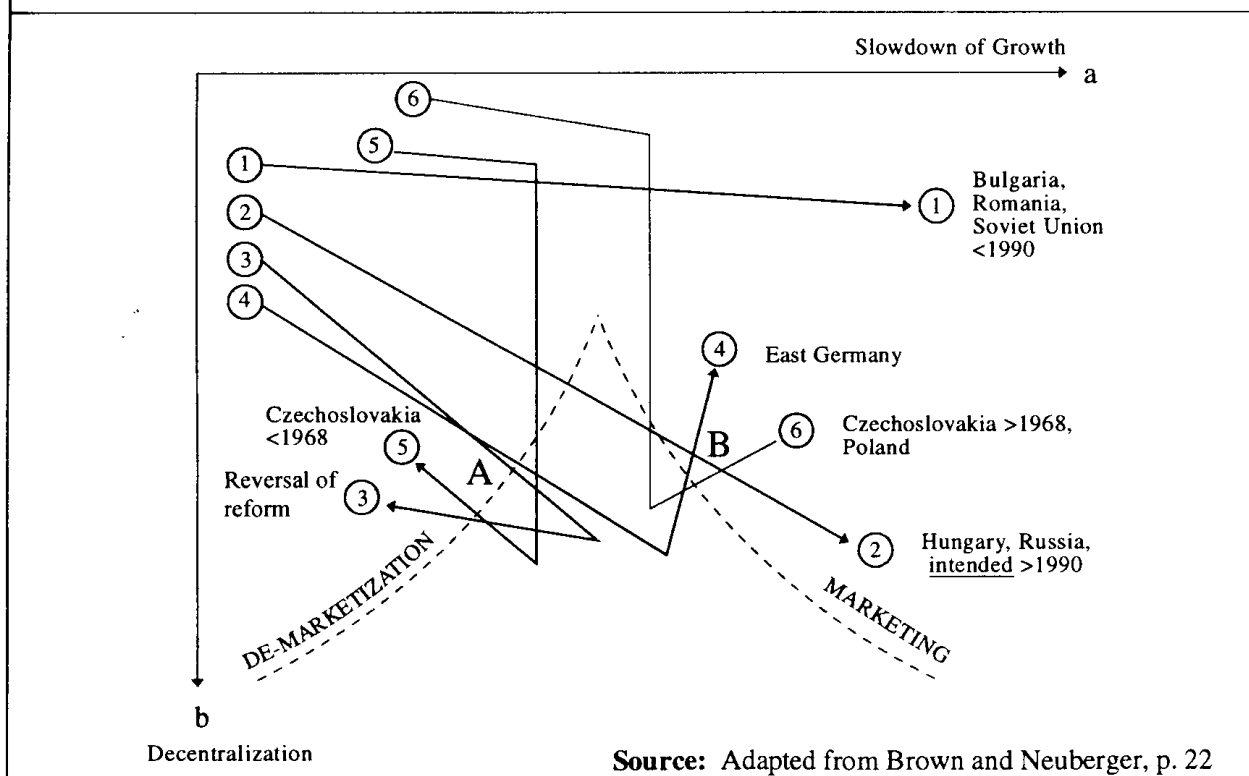 Slowdown of Growth
a
6
5
1
Bulgaria,
Romania,
Soviet Union
<1990
1
2
3
4
4
East Germany
Czechoslovakia
<1968
5
A
B
6
Czechoslovakia >1968,
Poland
Reversal of
reform
3
2
Hungary, Russia,
intended >1990
DE-MARKETIZATION
MARKETING
b
Decentralization
Source: Adapted from Brown and Neuberger, p. 22